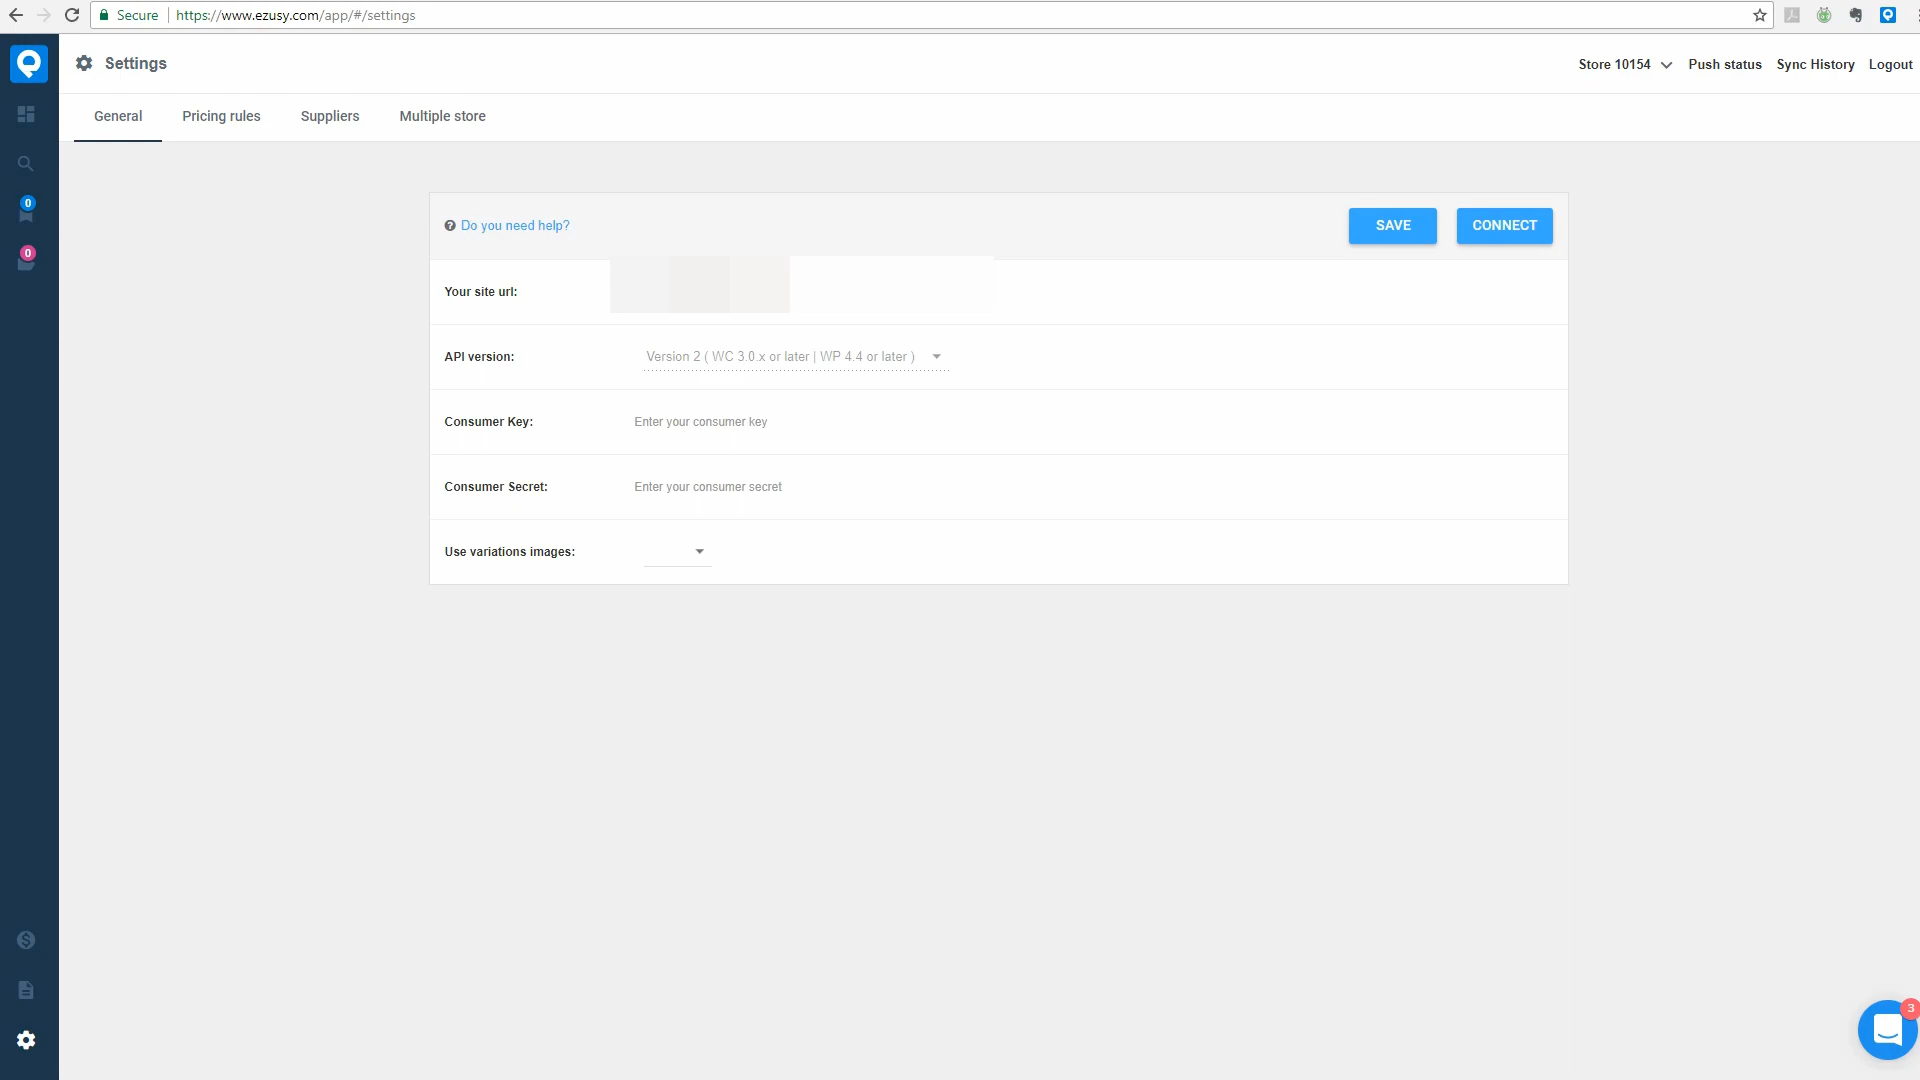 Secure https://www.ezusy.com/app/#/settings
Settings
Store 10154 Push status Sync History Logout
General Pricing rules Suppliers Multiple store
0
0
Do you need help? SAVE CONNECT
Your site url:
API version: Version 2 ( WC 3.0.x or later | WP 4.4 or later )
Consumer Key: Enter your consumer key
Consumer Secret: Enter your consumer secret
Use variations images:
3